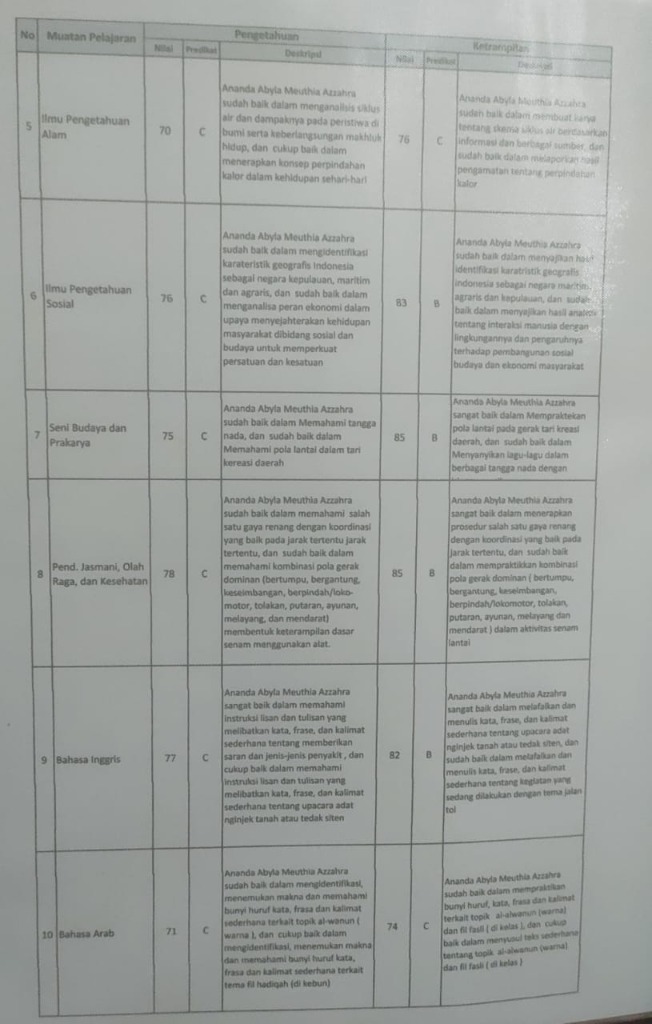 No Muatan Pelajaran Pengetahuan Ketrampilan
Nilai Predikat Deskripsi Nilai Predikat Deskripsi
5 Ilmu Pengetahuan Alam 70 C
Ananda Abyla Meuthia Azzahra
sudah baik dalam menganalisis siklus
air dan dampaknya pada peristiwa di
bumi serta keberlangsungan makhluk
hidup, dan cukup baik dalam
menerapkan konsep perpindahan
kalor dalam kehidupan sehari-hari
76 C
Ananda Abyla Meuthia Azzahra
sudah baik dalam membuat karya
tentang skema siklus air berdasarkan
informasi dan berbagai sumber, dan
sudah baik dalam melaporkan hasil
pengamatan tentang perpindahan
kalor
6 Ilmu Pengetahuan Sosial 76 C
Ananda Abyla Meuthia Azzahra
sudah baik dalam mengidentifikasi
karateristik geografis Indonesia
sebagai negara kepulauan, maritim
dan agraris, dan sudah baik dalam
menganalisa peran ekonomi dalam
upaya menyejahterakan kehidupan
masyarakat dibidang sosial dan
budaya untuk memperkuat
persatuan dan kesatuan
83 B
Ananda Abyla Meuthia Azzahra
sudah baik dalam menyajikan hasil
identifikasi karatristik geografis
indonesia sebagai negara maritim,
agraris dan kepulauan, dan sudah
baik dalam menyajikan hasil analisis
tentang interaksi manusia dengan
lingkungannya dan pengaruhnya
terhadap pembangunan sosial
budaya dan ekonomi masyarakat
7 Seni Budaya dan Prakarya 75 C
Ananda Abyla Meuthia Azzahra
sudah baik dalam Memahami tangga
nada, dan sudah baik dalam
Memahami pola lantai dalam tari
kereasi daerah
85 B
Ananda Abyla Meuthia Azzahra
sangat baik dalam Mempraktekan
pola lantai pada gerak tari kreasi
daerah, dan sudah baik dalam
Menyanyikan lagu-lagu dalam
berbagai tangga nada dengan
8 Pend. Jasmani, Olah Raga, dan Kesehatan 78 C
Ananda Abyla Meuthia Azzahra
sudah baik dalam memahami salah
satu gaya renang dengan koordinasi
yang baik pada jarak tertentu jarak
tertentu, dan sudah baik dalam
memahami kombinasi pola gerak
dominan (bertumpu, bergantung,
keseimbangan, berpindah/loko-
motor, tolakan, putaran, ayunan,
melayang, dan mendarat)
membentuk keterampilan dasar
senam menggunakan alat.
85 B
Ananda Abyla Meuthia Azzahra
sangat baik dalam menerapkan
prosedur salah satu gaya renang
dengan koordinasi yang baik pada
jarak tertentu, dan sudah baik
dalam mempraktikkan kombinasi
pola gerak dominan ( bertumpu,
bergantung, keseimbangan,
berpindah/lokomotor, tolakan,
putaran, ayunan, melayang dan
mendarat ) dalam aktivitas senam
lantai
9 Bahasa Inggris 77 C
Ananda Abyla Meuthia Azzahra
sangat baik dalam memahami
instruksi lisan dan tulisan yang
melibatkan kata, frase, dan kalimat
sederhana tentang memberikan
saran dan jenis-jenis penyakit , dan
cukup baik dalam memahami
instruksi lisan dan tulisan yang
melibatkan kata, frase, dan kalimat
sederhana tentang upacara adat
nginjek tanah atau tedak siten
82 B
Ananda Abyla Meuthia Azzahra
sangat baik dalam melafalkan dan
menulis kata, frase, dan kalimat
sederhana tentang upacara adat
nginjek tanah atau tedak siten, dan
sudah baik dalam melafalkan dan
menulis kata, frase, dan kalimat
sederhana tentang kegiatan yang
sedang dilakukan dengan tema jalan
tol
10 Bahasa Arab 71 C
Ananda Abyla Meuthia Azzahra
sudah baik dalam mengidentifikasi,
menemukan makna dan memahami
bunyi huruf kata, frasa dan kalimat
sederhana terkait topik al-wanun (
warna ), dan cukup baik dalam
mengidentifikasi, menemukan makna
dan memahami bunyi huruf kata,
frasa dan kalimat sederhana terkait
tema fil hadiqah (di kebun)
74 C
Ananda Abyla Meuthia Azzahra
sudah baik dalam mempraktikan
bunyi huruf, kata, frasa dan kalimat
terkait topik al-alwanun (warna)
dan fil fasli ( di kelas ), dan cukup
baik dalam menyusul teks sederhana
tentang topik al-alwanun (warna)
dan fil fasli ( di kelas )